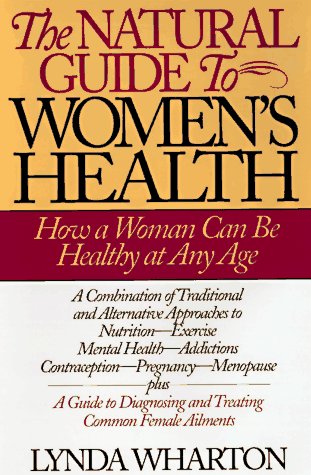 The NATURAL
GUIDE To
WOMEN'S
HEALTH
How a Woman Can Be
Healthy at Any Age
A Combination of Traditional
and Alternative Approaches to
Nutrition—Exercise
Mental Health—Addictions
Contraception—Pregnancy—Menopause
plus
A Guide to Diagnosing and Treating
Common Female Ailments
LYNDA WHARTON